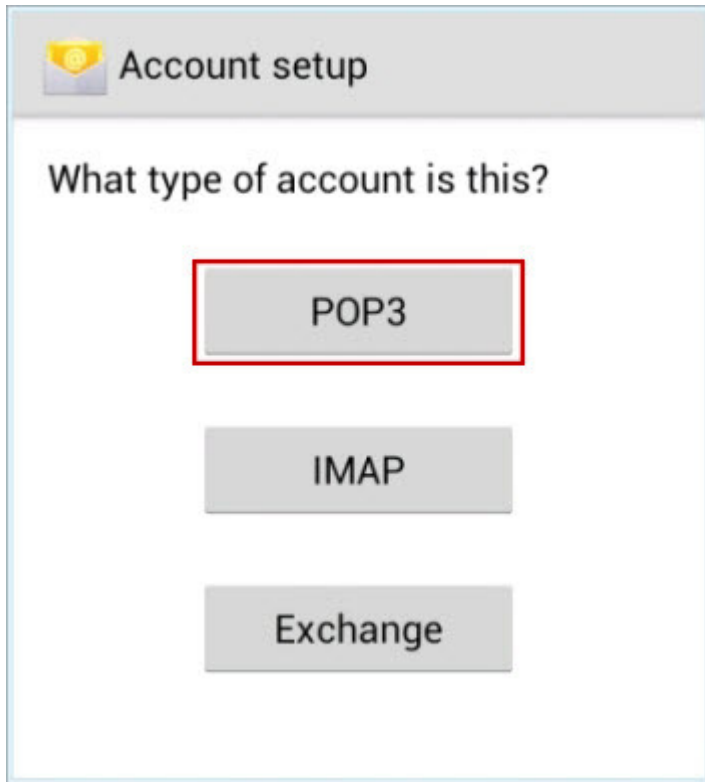 Account setup
What type of account is this?
POP3
IMAP
Exchange